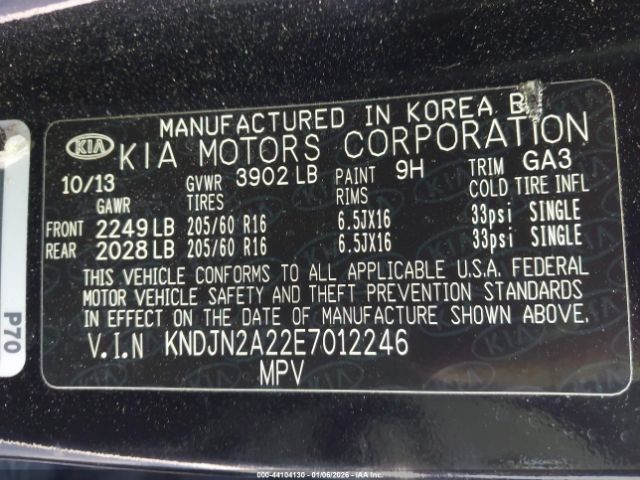 MANUFACTURED IN KOREA B
KIA KIA MOTORS CORPORATION
10/13 GVWR 3902 LB PAINT 9H TRIM GA3
GAWR TIRES RIMS COLD TIRE INFL
FRONT 2249 LB 205/60 R16 6.5JX16 33psi SINGLE
REAR 2028 LB 205/60 R16 6.5JX16 33psi SINGLE
THIS VEHICLE CONFORMS TO ALL APPLICABLE U.S.A. FEDERAL
MOTOR VEHICLE SAFETY AND THEFT PREVENTION STANDARDS
IN EFFECT ON THE DATE OF MANUFACTURE SHOWN ABOVE.
V.I.N KNDJN2A22E7012246
MPV
P70
000-44104130 - 01/06/2026 - IAAI.com